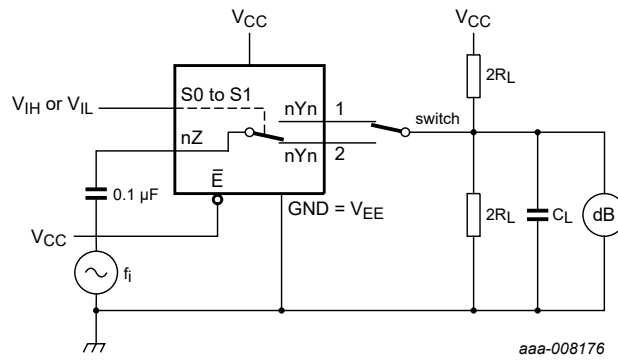 VCC
VCC
2RL
VIH or VIL
S0 to S1
nYn
1
switch
nZ
nYn
2
E̅
0.1 μF
GND = VEE
2RL
CL
dB
VCC
fi
aaa-008176